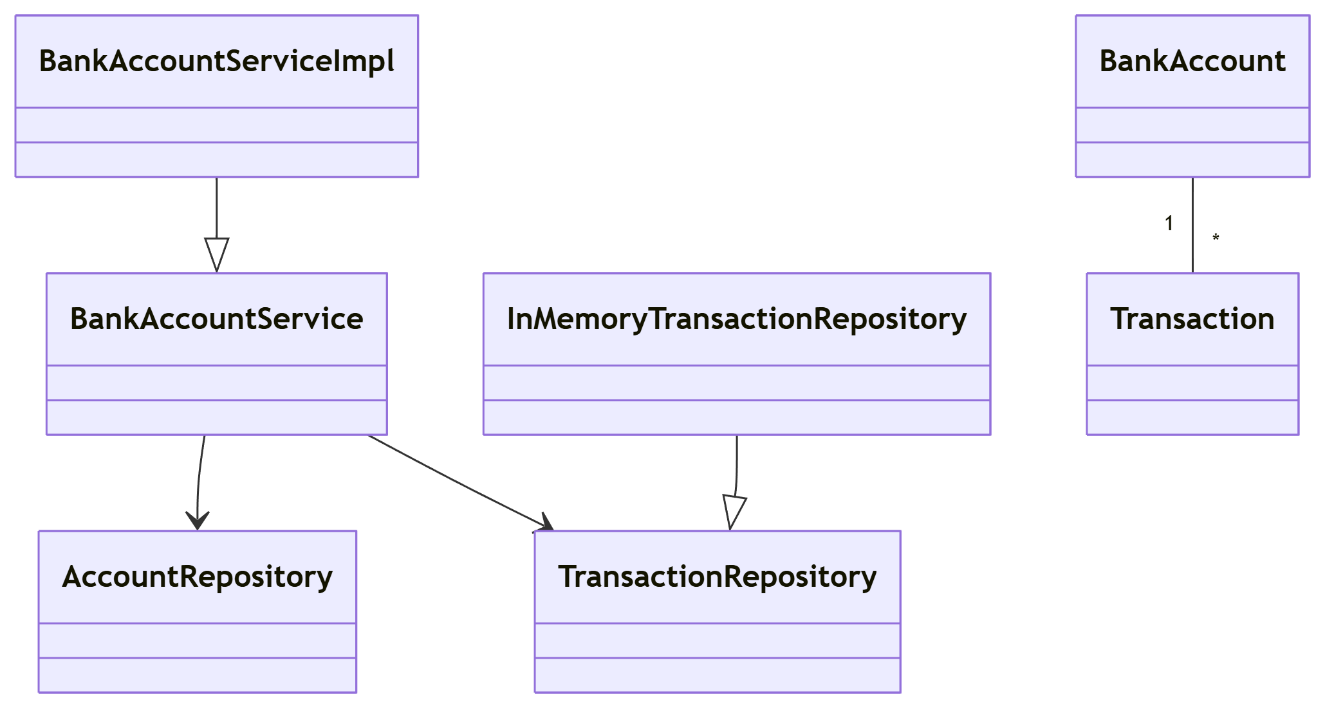 BankAccountServiceImpl
BankAccount
1
*
BankAccountService
InMemoryTransactionRepository
Transaction
AccountRepository
TransactionRepository